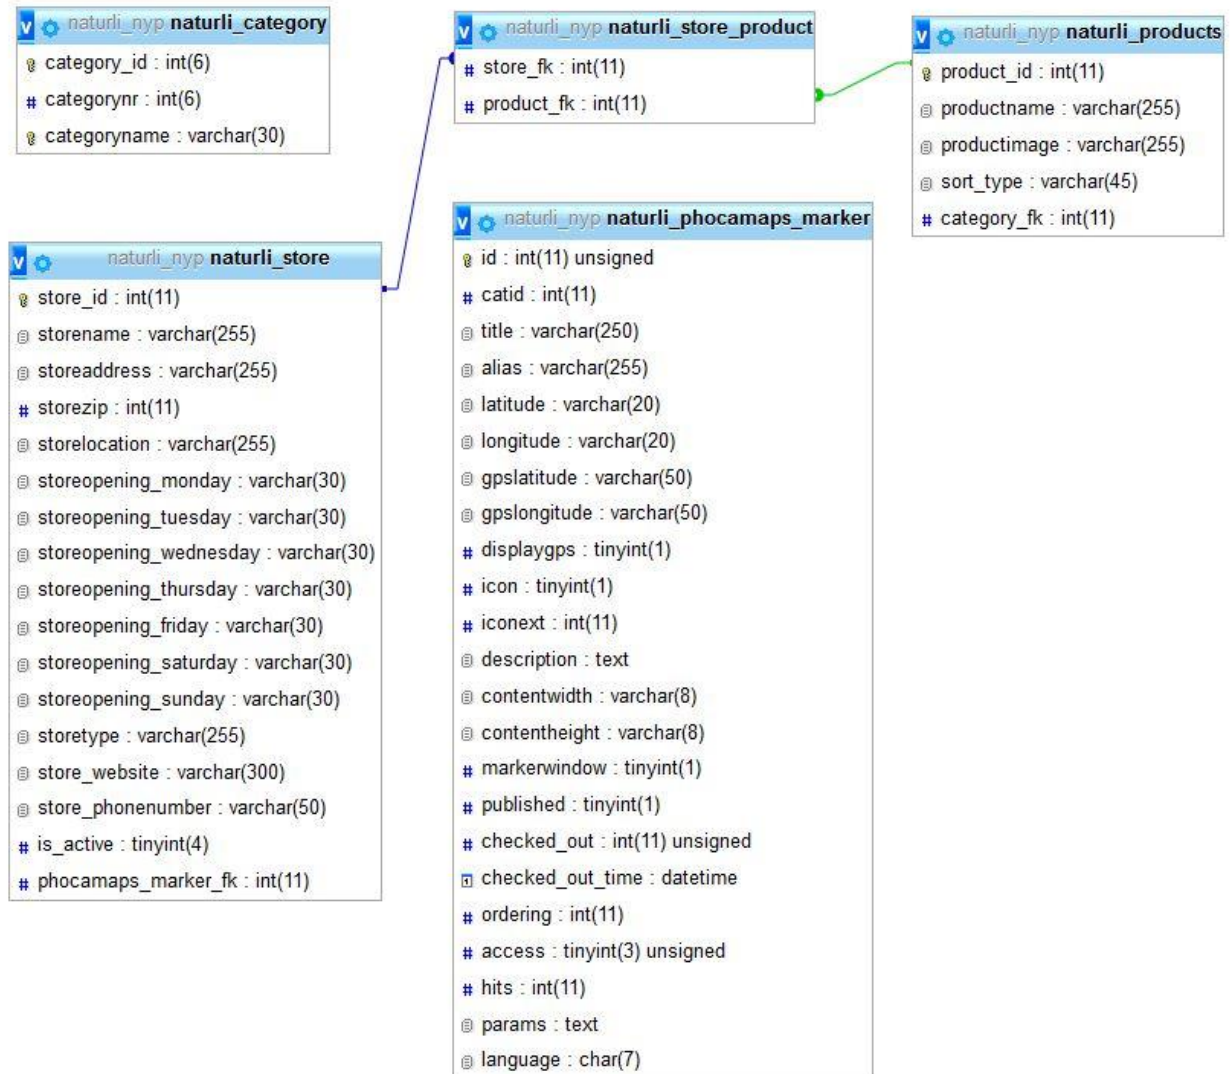 v naturli_nyp naturli_category
category_id : int(6)
# categorynr : int(6)
categoryname : varchar(30)
v naturli_nyp naturli_store_product
# store_fk : int(11)
# product_fk : int(11)
v naturli_nyp naturli_products
product_id : int(11)
productname : varchar(255)
productimage : varchar(255)
sort_type : varchar(45)
# category_fk : int(11)
v naturli_nyp naturli_store
store_id : int(11)
storename : varchar(255)
storeaddress : varchar(255)
# storezip : int(11)
storelocation : varchar(255)
storeopening_monday : varchar(30)
storeopening_tuesday : varchar(30)
storeopening_wednesday : varchar(30)
storeopening_thursday : varchar(30)
storeopening_friday : varchar(30)
storeopening_saturday : varchar(30)
storeopening_sunday : varchar(30)
storetype : varchar(255)
store_website : varchar(300)
store_phonenumber : varchar(50)
# is_active : tinyint(4)
# phocamaps_marker_fk : int(11)
v naturli_nyp naturli_phocamaps_marker
id : int(11) unsigned
# catid : int(11)
title : varchar(250)
alias : varchar(255)
latitude : varchar(20)
longitude : varchar(20)
gpslatitude : varchar(50)
gpslongitude : varchar(50)
# displaygps : tinyint(1)
# icon : tinyint(1)
# iconext : int(11)
description : text
contentwidth : varchar(8)
contentheight : varchar(8)
# markerwindow : tinyint(1)
# published : tinyint(1)
# checked_out : int(11) unsigned
checked_out_time : datetime
# ordering : int(11)
# access : tinyint(3) unsigned
# hits : int(11)
params : text
language : char(7)